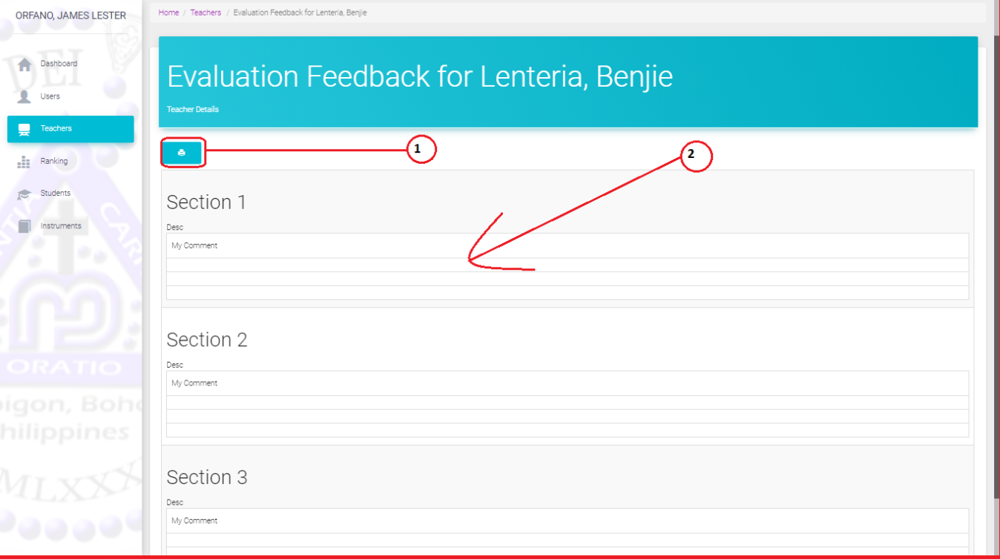 ORFANO, JAMES LESTER
Home / Teachers / Evaluation Feedback for Lenteria, Benjie
Dashboard
Users
Teachers
Ranking
Students
Instruments
Evaluation Feedback for Lenteria, Benjie
Teacher Details
1
2
Section 1
Desc
My Comment
Section 2
Desc
My Comment
Section 3
Desc
My Comment
DEI
CARI
ORATIO
bigon, Boho
hilippines
MLXXX